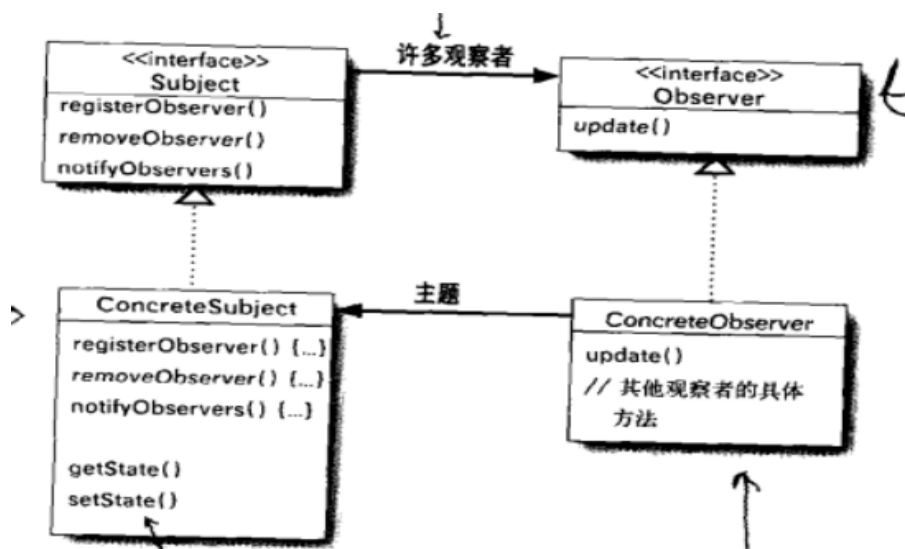 许多观察者
<<interface>>
Subject
registerObserver()
removeObserver()
notifyObservers()
<<interface>>
Observer
update()
主题
ConcreteSubject
registerObserver() {...}
removeObserver() {...}
notifyObservers() {...}
getState()
setState()
ConcreteObserver
update()
// 其他观察者的具体
方法